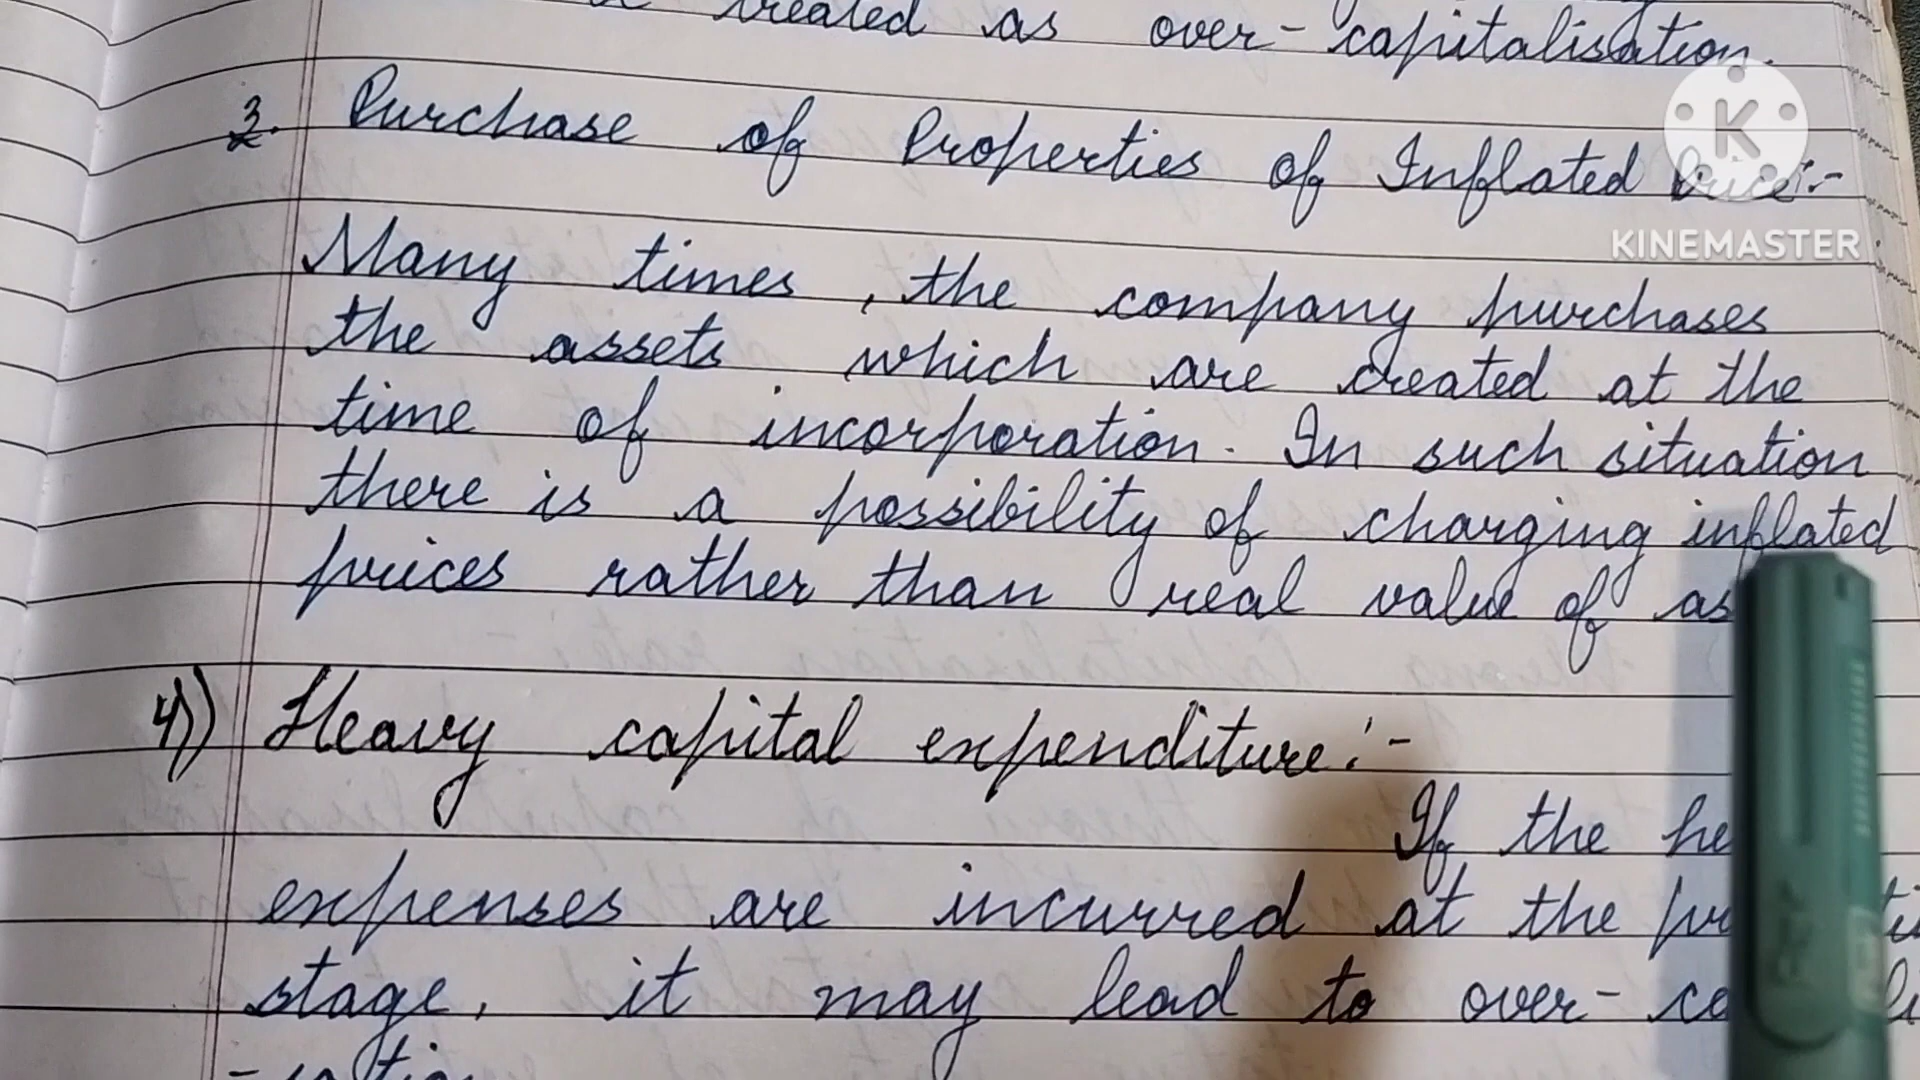 treated as over-capitalisation.
3. Purchase of Properties of Inflated Price:-
K
KINEMASTER
Many times, the company purchases
the assets which are created at the
time of incorporation. In such situation
there is a possibility of charging inflated
prices rather than real value of as
4)) Heavy capital expenditure:-
If the he
expenses are incurred at the
stage, it may lead to over-